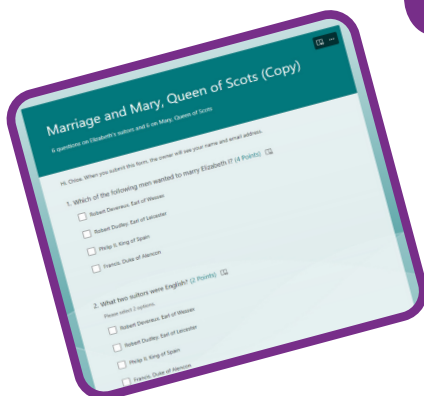 Marriage and Mary, Queen of Scots (Copy)
6 questions on Elizabeth's suitors and 6 on Mary, Queen of Scots
Hi, Chloe. When you submit this form, the owner will see your name and email address.
1. Which of the following men wanted to marry Elizabeth I? (4 Points)
Robert Devereux, Earl of Wessex
Robert Dudley, Earl of Leicester
Philip II, King of Spain
Francis, Duke of Alencon
2. What two suitors were English? (2 Points)
Please select 2 options.
Robert Devereux, Earl of Wessex
Robert Dudley, Earl of Leicester
Philip II, King of Spain
Francis, Duke of Alencon